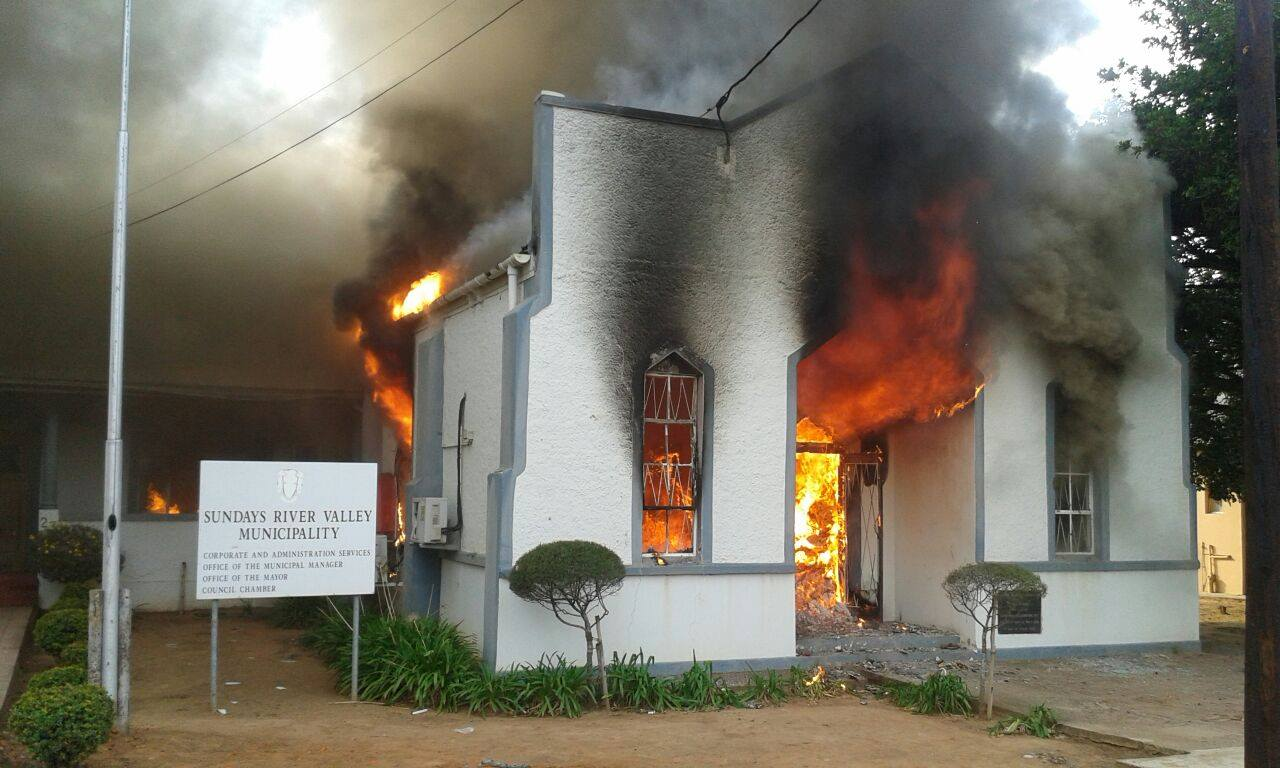 SUNDAYS RIVER VALLEY
MUNICIPALITY
CORPORATE AND ADMINISTRATION SERVICES
OFFICE OF THE MUNICIPAL MANAGER
OFFICE OF THE MAYOR
COUNCIL CHAMBER
2